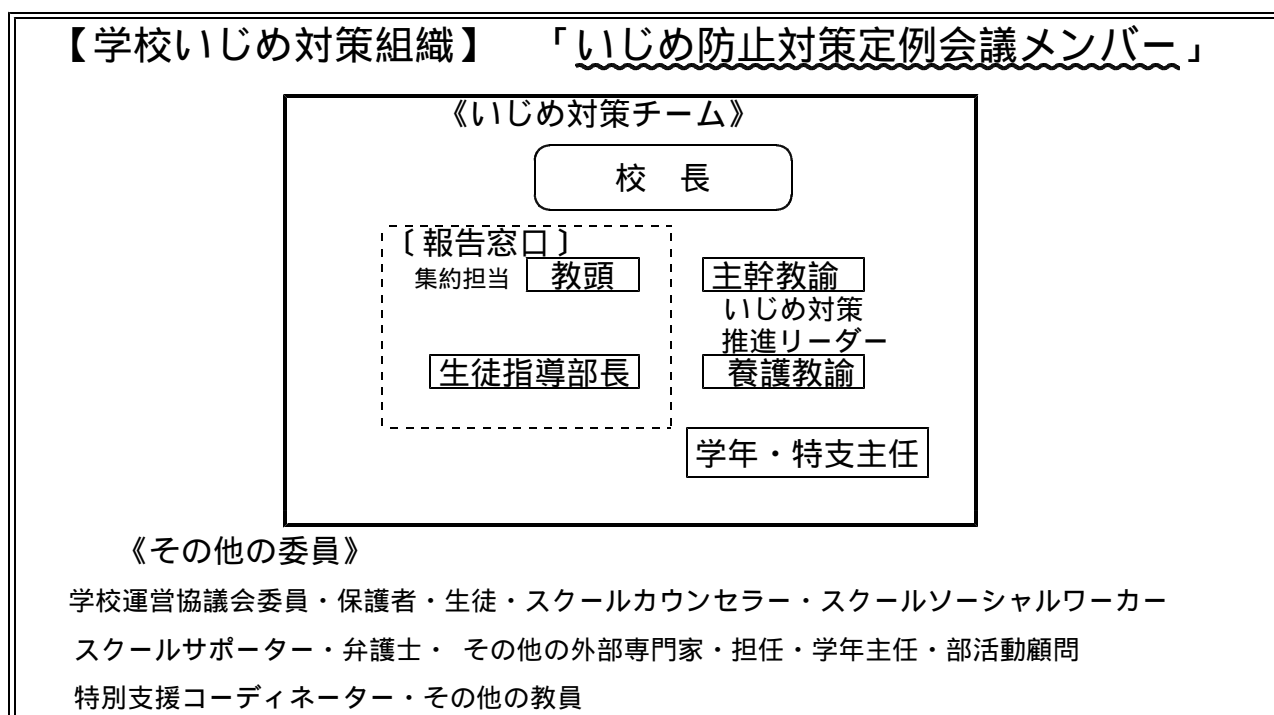 【学校いじめ対策組織】 「いじめ防止対策定例会議メンバー」
《いじめ対策チーム》
校 長
〔報告窓口〕
集約担当 教頭 主幹教諭
いじめ対策
推進リーダー
生徒指導部長 養護教諭
学年・特支主任
《その他の委員》
学校運営協議会委員・保護者・生徒・スクールカウンセラー・スクールソーシャルワーカー
スクールサポーター・弁護士・ その他の外部専門家・担任・学年主任・部活動顧問
特別支援コーディネーター・その他の教員